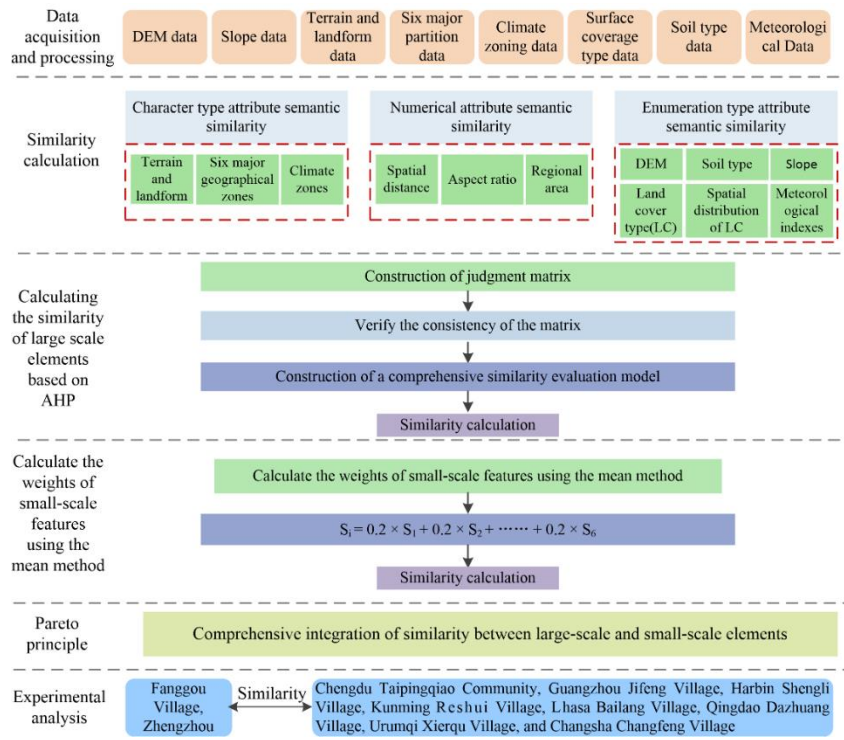 Data
acquisition
and processing
DEM data
Slope data
Terrain and
landform
data
Six major
partition
data
Climate
zoning data
Surface
coverage
type data
Soil type
data
Meteorolog
ical Data
Similarity
calculation
Character type attribute semantic
similarity
Terrain
and
landform
Six major
geographical
zones
Climate
zones
Numerical attribute semantic
similarity
Spatial
distance
Aspect ratio
Regional
area
Enumeration type attribute
semantic similarity
DEM
Soil type
Slope
Land
cover
type(LC)
Spatial
distribution
of LC
Meteorol
ogical
indexes
Calculating
the similarity
of large scale
elements
based on
AHP
Construction of judgment matrix
Verify the consistency of the matrix
Construction of a comprehensive similarity evaluation model
Similarity calculation
Calculate the
weights of
small-scale
features
using the
mean method
Calculate the weights of small-scale features using the mean method
Si = 0.2 × S1 + 0.2 × S2 + ⋯⋯ + 0.2 × S6
Similarity calculation
Pareto
principle
Comprehensive integration of similarity between large-scale and small-scale elements
Experimental
analysis
Fanggou
Village,
Zhengzhou
Similarity
Chengdu Taipingqiao Community, Guangzhou Jifeng Village, Harbin Shengli
Village, Kunming Reshui Village, Lhasa Bailang Village, Qingdao Dazhuang
Village, Urumqi Xierqu Village, and Changsha Changfeng Village